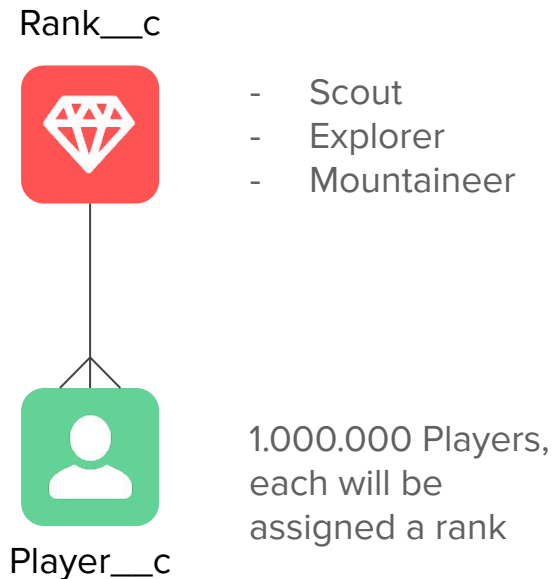 Rank__c
- Scout
- Explorer
- Mountaineer
1.000.000 Players,
each will be
assigned a rank
Player__c